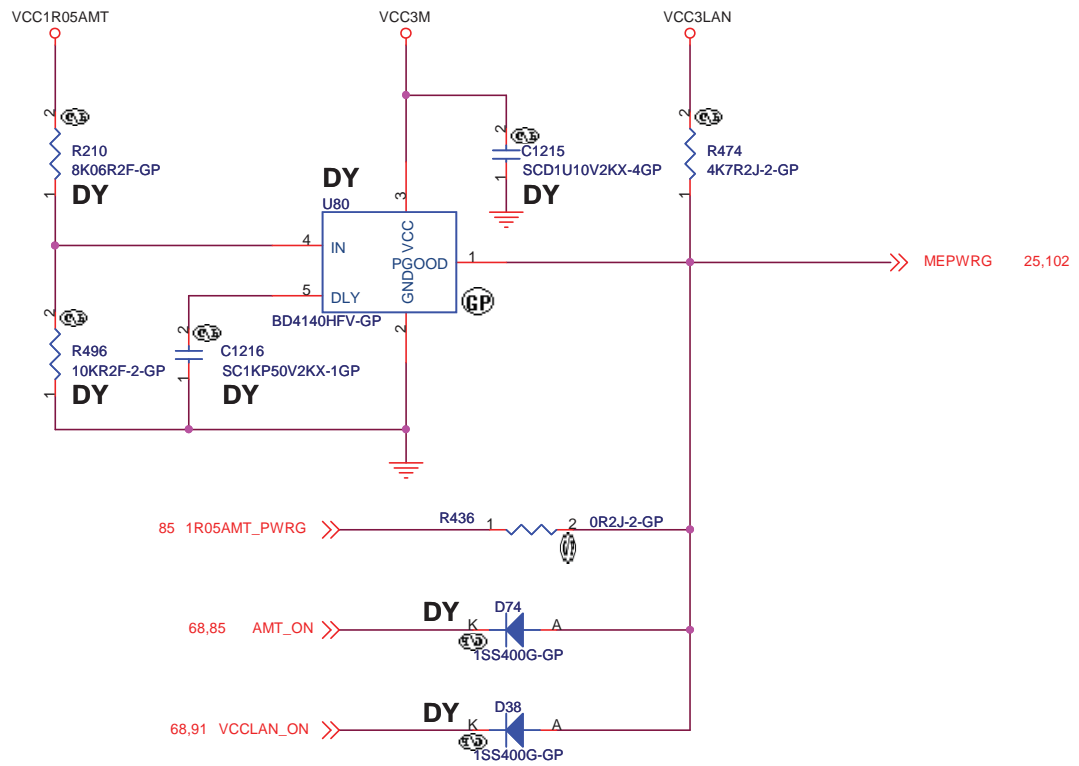 VCC1R05AMT
VCC3M
VCC3LAN
2
R210
8K06R2F-GP
1
DY
2
C1215
SCD1U10V2KX-4GP
1
DY
2
R474
4K7R2J-2-GP
1
DY
U80
3
VCC
4
IN
PGOOD
1
5
DLY
GND
2
GP
BD4140HFV-GP
MEPWRG
25,102
2
R496
10KR2F-2-GP
1
DY
2
C1216
SC1KP50V2KX-1GP
1
DY
85 1R05AMT_PWRG
R436
1
2
0R2J-2-GP
68,85 AMT_ON
DY
D74
K
A
1SS400G-GP
68,91 VCCLAN_ON
DY
D38
K
A
1SS400G-GP